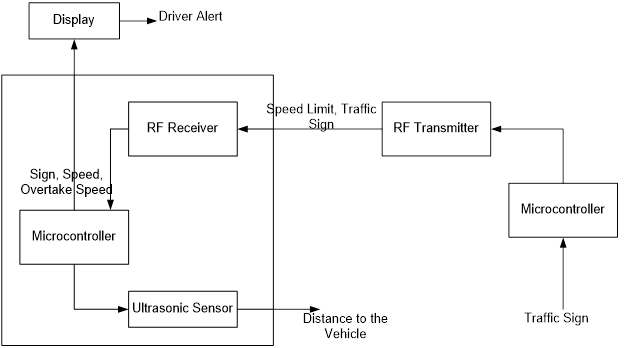 Display
Driver Alert
RF Receiver
Speed Limit, Traffic
Sign
RF Transmitter
Sign, Speed,
Overtake Speed
Microcontroller
Microcontroller
Ultrasonic Sensor
Distance to the
Vehicle
Traffic Sign